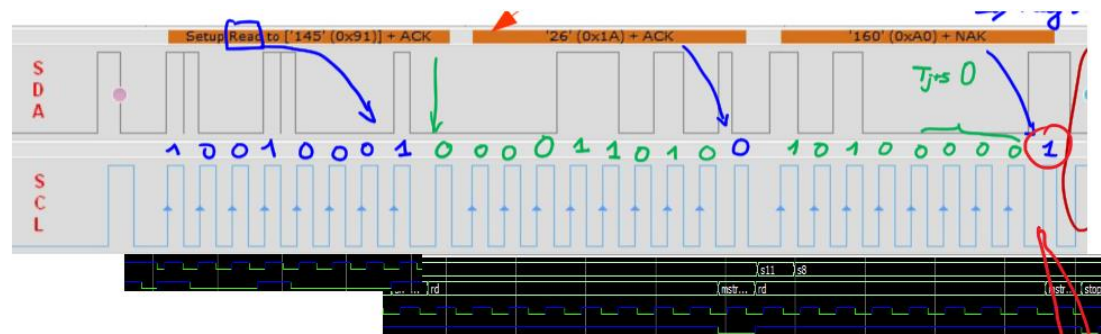 Setup Read to ['145' (0x91)] + ACK
'26' (0x1A) + ACK
'160' (0xA0) + NAK
S
D
A
0
1 0 0 1 0 0 0 1 0 0 0 0 1 1 0 1 0 0 1 0 1 0 0 0 0 0 1
S
C
L
s11
s8
rd
mstr...
rd
stop